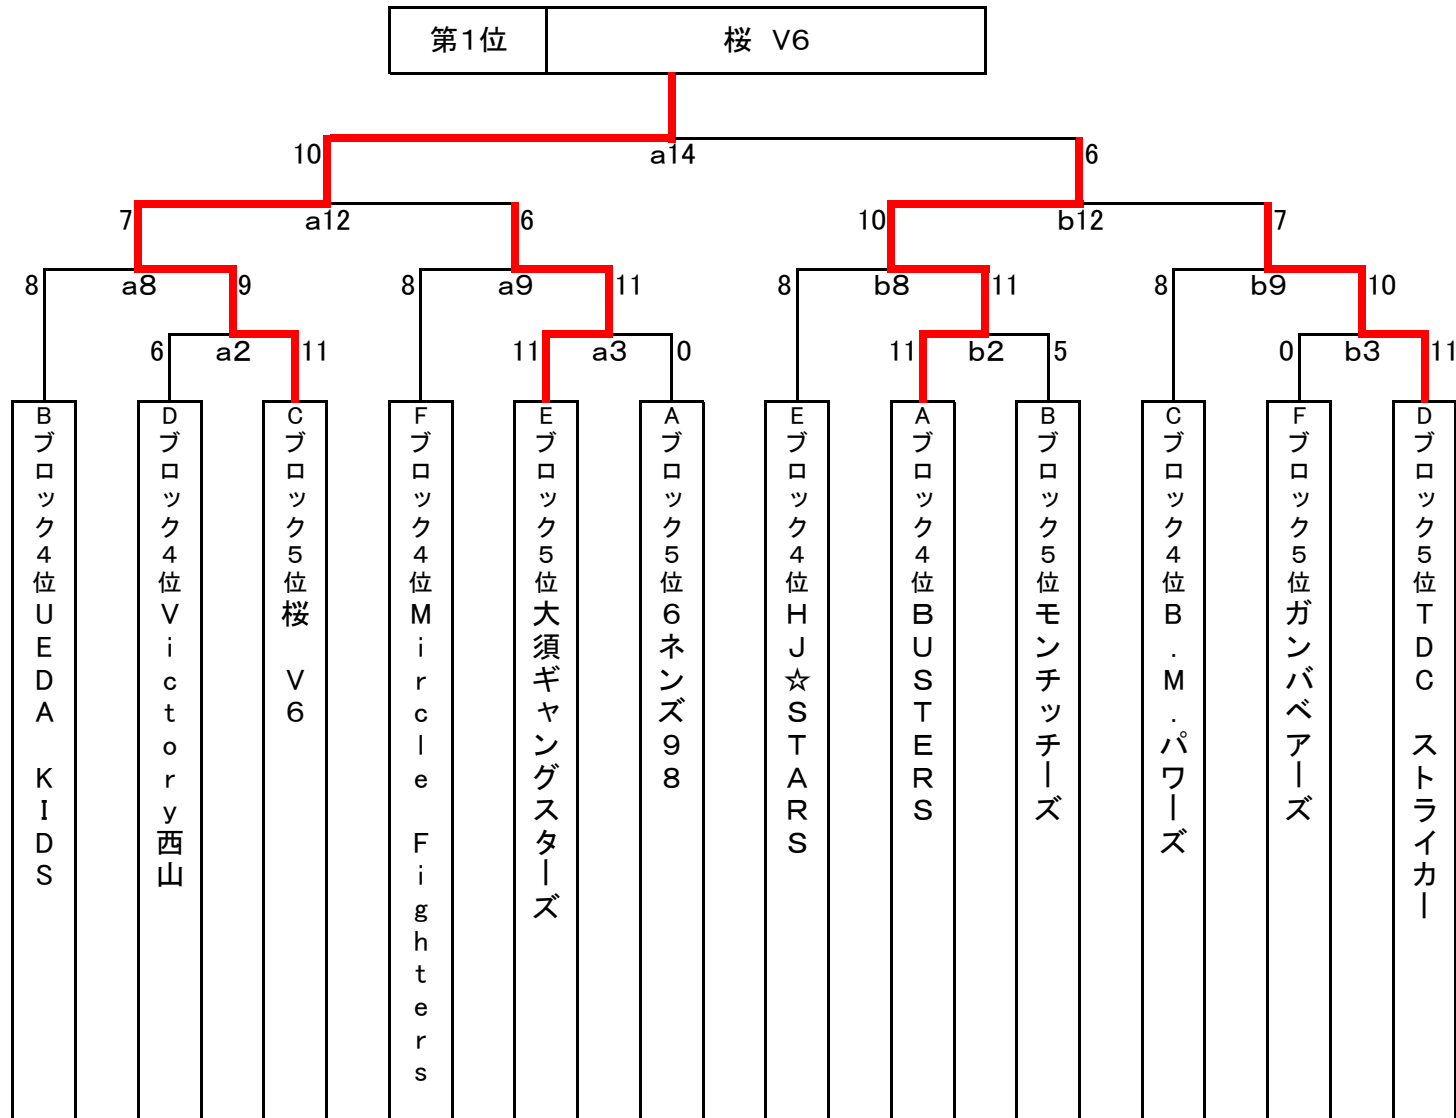 第1位 桜 V6
10 a14 6
7 a12 6 10 b12 7
8 a8 9 8 a9 11 8 b8 11 8 b9 10
6 a2 11 11 a3 0 11 b2 5 0 b3 11
Bブロック4位UEDA KIDS
Dブロック4位Victory西山
Cブロック5位桜 V6
Fブロック4位Mircle Fighters
Eブロック5位大須ギャングスターズ
Aブロック5位6ネンズ98
Eブロック4位HJ☆STARS
Aブロック4位BUSTERS
Bブロック5位モンチッチーズ
Cブロック4位B.M.パワーズ
Fブロック5位ガンバベアーズ
Dブロック5位TDC ストライカー